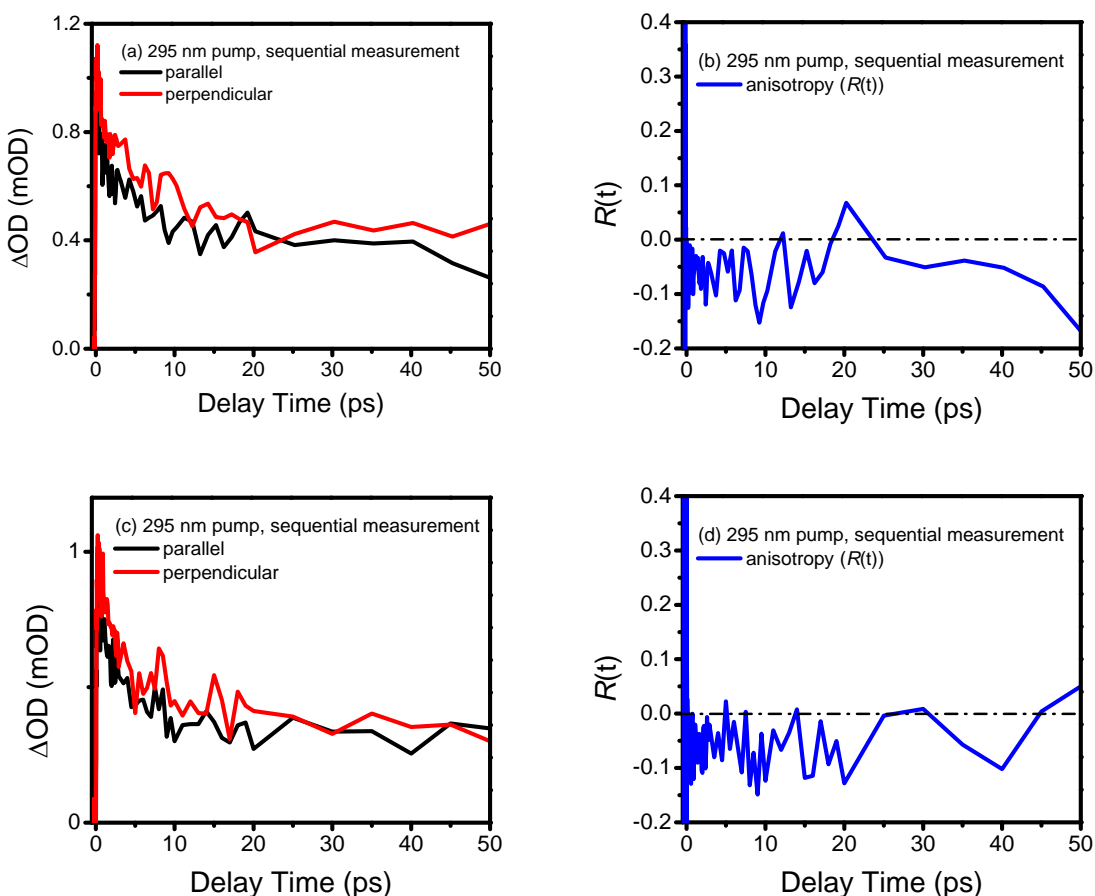 (a) 295 nm pump, sequential measurement
parallel
perpendicular
ΔOD (mOD)
1.2
0.8
0.4
0.0
0 10 20 30 40 50
Delay Time (ps)
(b) 295 nm pump, sequential measurement
anisotropy (R(t))
R(t)
0.4
0.3
0.2
0.1
0.0
-0.1
-0.2
0 10 20 30 40 50
Delay Time (ps)
(c) 295 nm pump, sequential measurement
parallel
perpendicular
ΔOD (mOD)
1
0
0 10 20 30 40 50
Delay Time (ps)
(d) 295 nm pump, sequential measurement
anisotropy (R(t))
R(t)
0.4
0.3
0.2
0.1
0.0
-0.1
-0.2
0 10 20 30 40 50
Delay Time (ps)